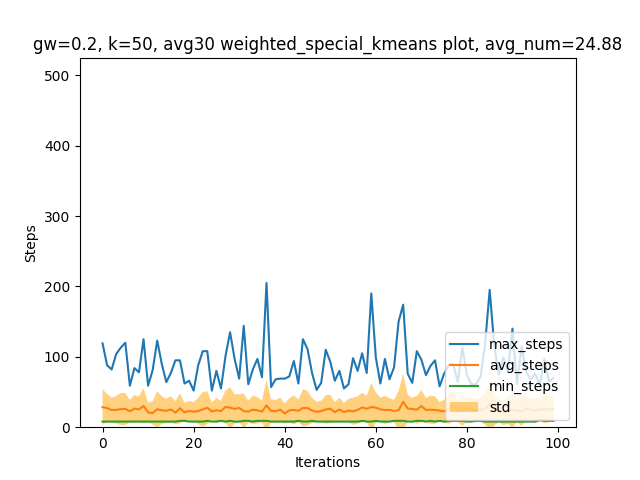 gw=0.2, k=50, avg30 weighted_special_kmeans plot, avg_num=24.88
500
400
300
200
100
0
Steps
max_steps
avg_steps
min_steps
std
0
20
40
60
80
100
Iterations